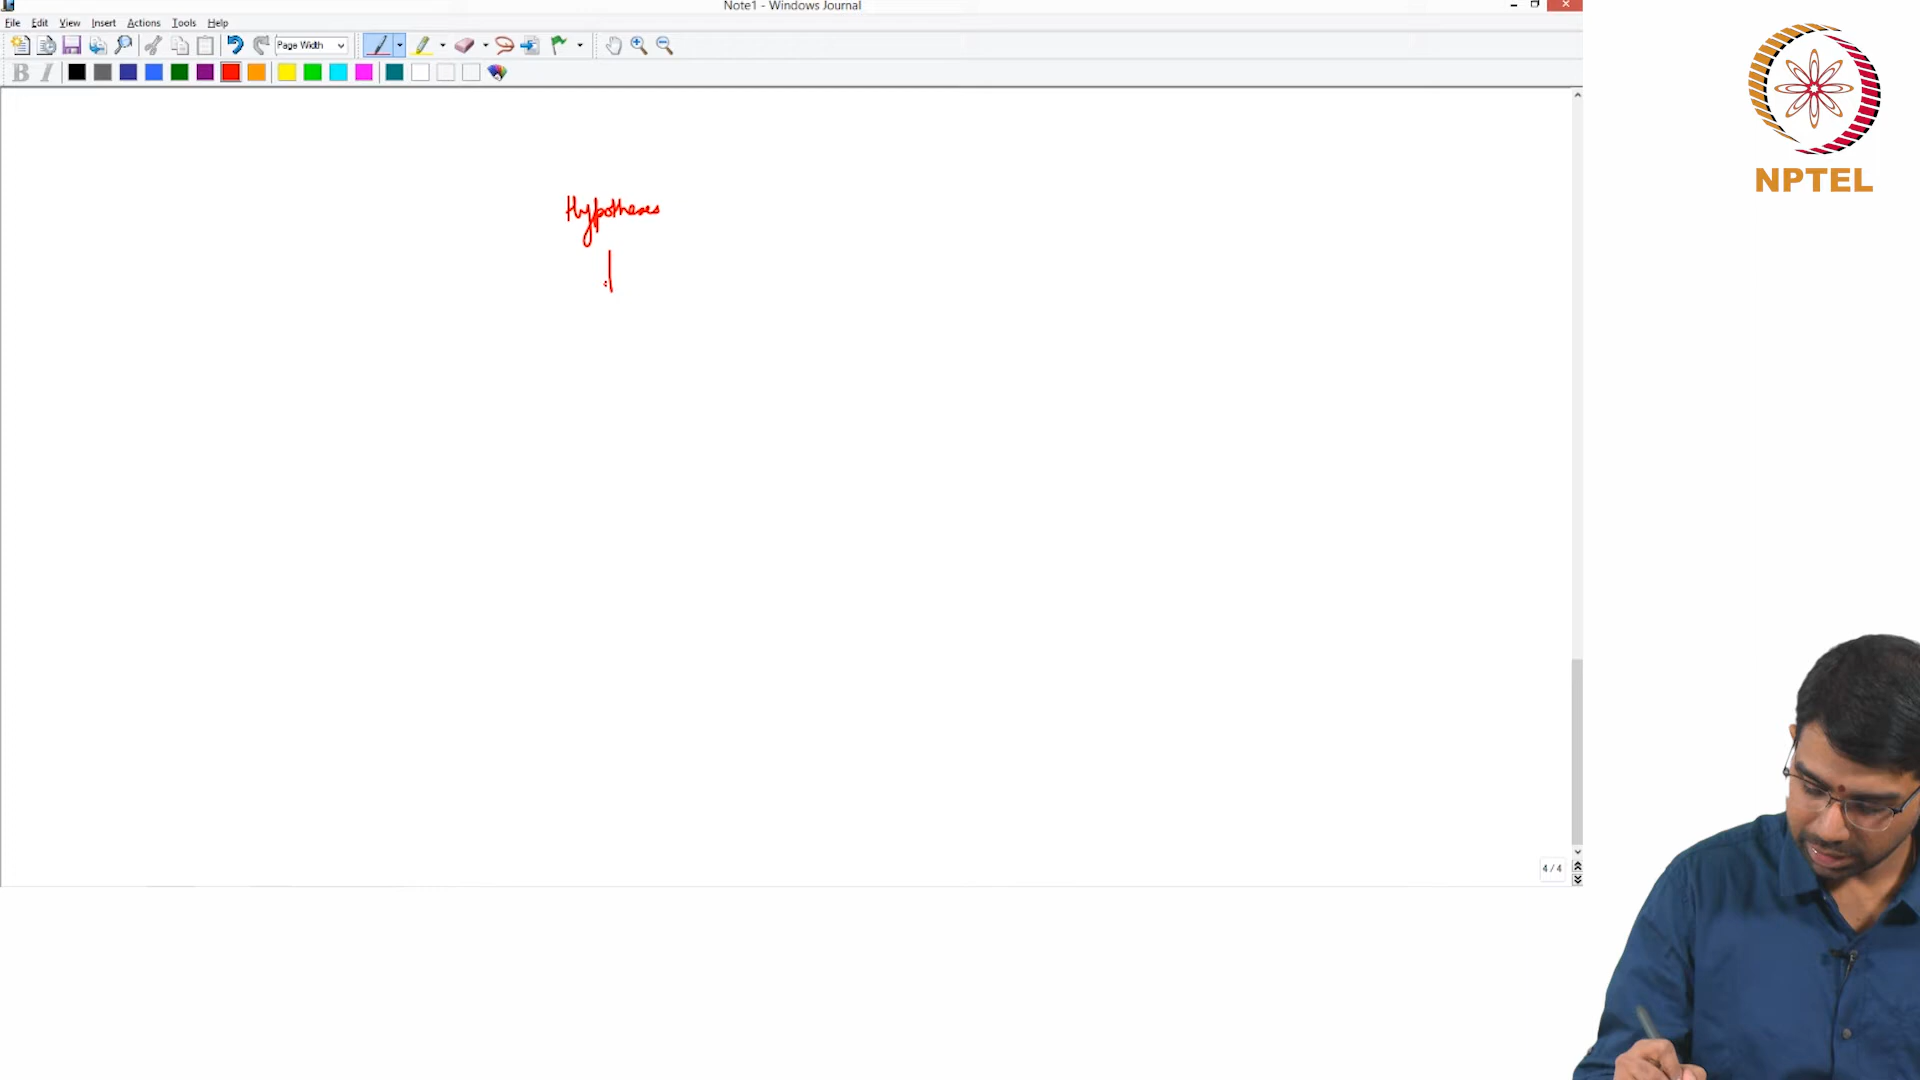 Note1 - Windows Journal
File Edit View Insert Actions Tools Help
Page Width
B I
NPTEL
Hypotheses
4 / 4